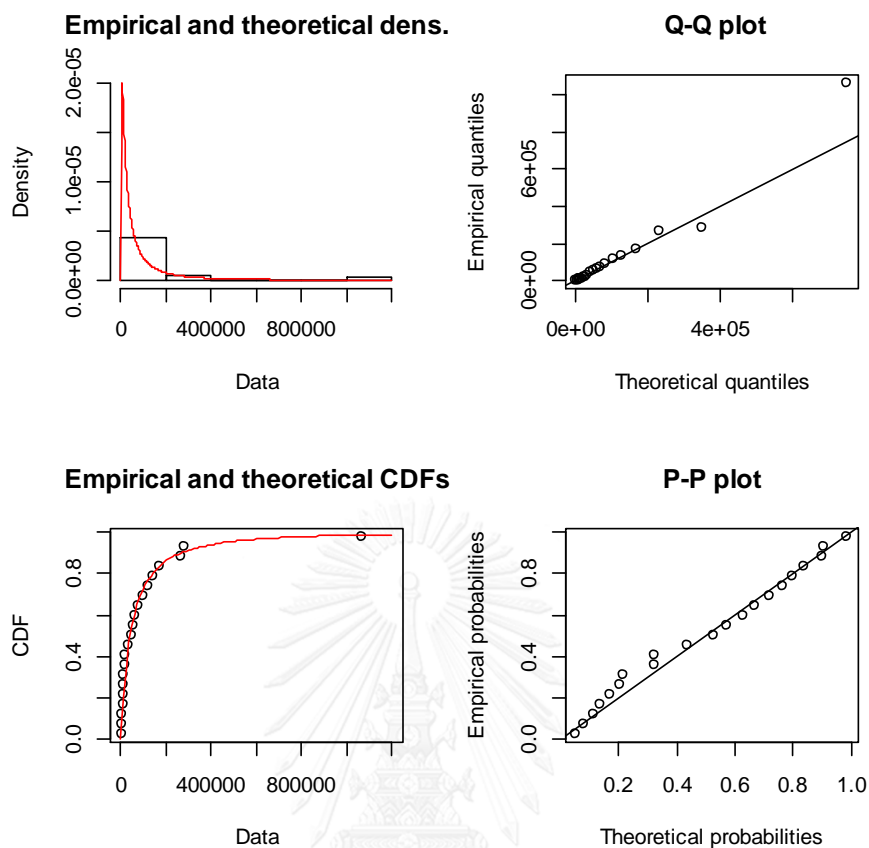 Empirical and theoretical dens.
Density
0.0e+00 1.0e-05 2.0e-05
0 400000 800000
Data
Q-Q plot
Empirical quantiles
0e+00 6e+05
0e+00 4e+05
Theoretical quantiles
Empirical and theoretical CDFs
CDF
0.0 0.4 0.8
0 400000 800000
Data
P-P plot
Empirical probabilities
0.0 0.4 0.8
0.2 0.4 0.6 0.8 1.0
Theoretical probabilities